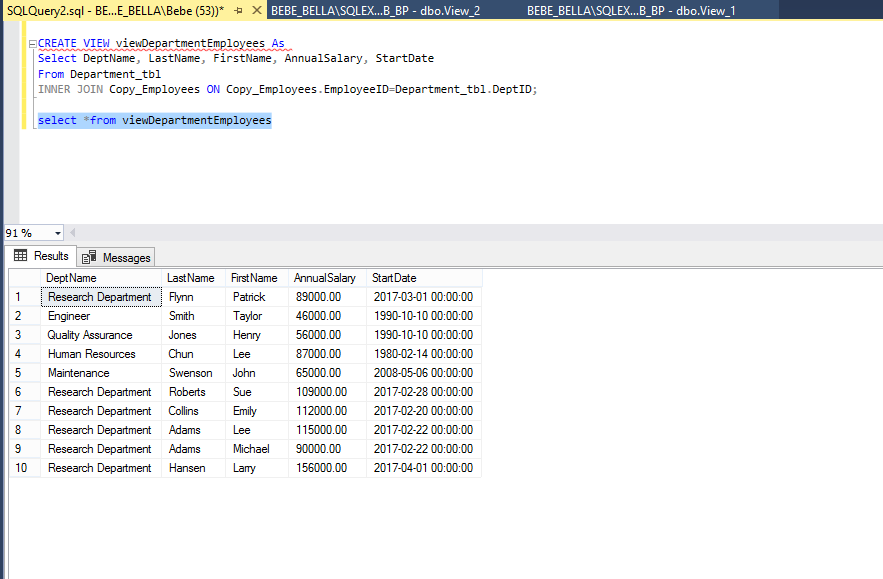 SQLQuery2.sql - BE...E_BELLA\Bebe (53))* BEBE_BELLA\SQLEX...B_BP - dbo.View_2 BEBE_BELLA\SQLEX...B_BP - dbo.View_1
CREATE VIEW viewDepartmentEmployees As
Select DeptName, LastName, FirstName, AnnualSalary, StartDate
From Department_tbl
INNER JOIN Copy_Employees ON Copy_Employees.EmployeeID=Department_tbl.DeptID;
select *from viewDepartmentEmployees
91 %
Results Messages
DeptName LastName FirstName AnnualSalary StartDate
1 Research Department Flynn Patrick 89000.00 2017-03-01 00:00:00
2 Engineer Smith Taylor 46000.00 1990-10-10 00:00:00
3 Quality Assurance Jones Henry 56000.00 1990-10-10 00:00:00
4 Human Resources Chun Lee 87000.00 1980-02-14 00:00:00
5 Maintenance Swenson John 65000.00 2008-05-06 00:00:00
6 Research Department Roberts Sue 109000.00 2017-02-28 00:00:00
7 Research Department Collins Emily 112000.00 2017-02-20 00:00:00
8 Research Department Adams Lee 115000.00 2017-02-22 00:00:00
9 Research Department Adams Michael 90000.00 2017-02-22 00:00:00
10 Research Department Hansen Larry 156000.00 2017-04-01 00:00:00